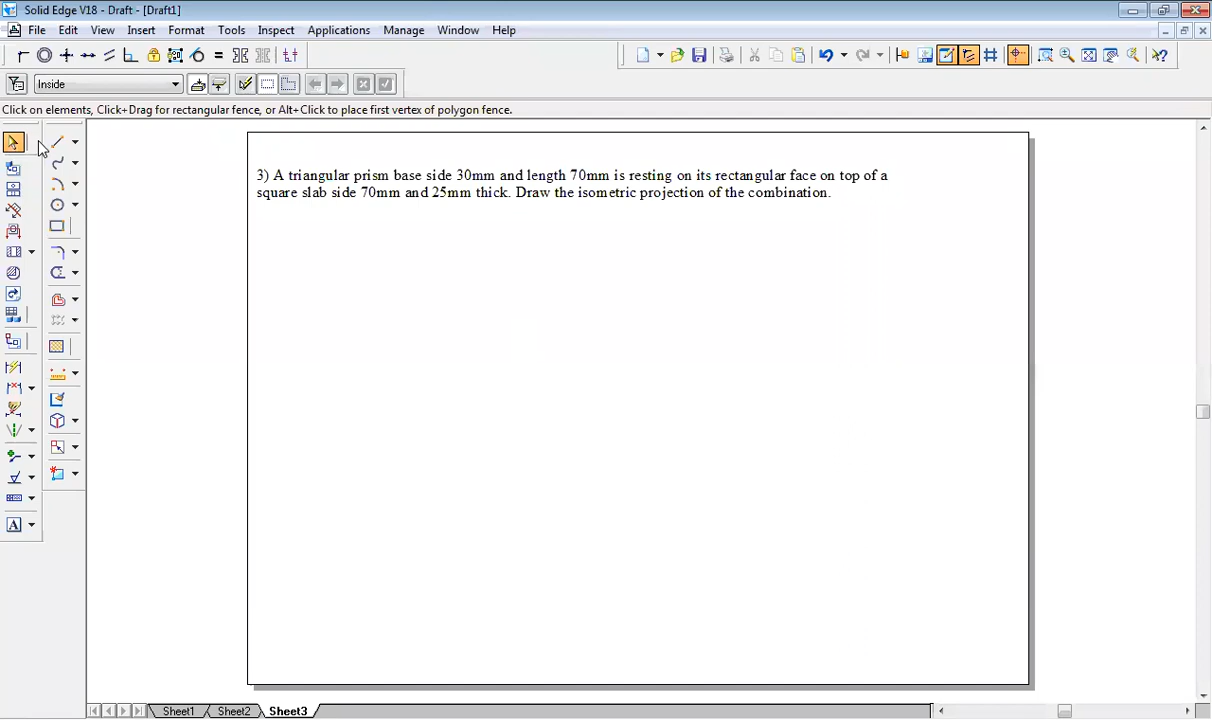 Solid Edge V18 - Draft - [Draft1]
File Edit View Insert Format Tools Inspect Applications Manage Window Help
Inside
Click on elements, Click+Drag for rectangular fence, or Alt+Click to place first vertex of polygon fence.
3) A triangular prism base side 30mm and length 70mm is resting on its rectangular face on top of a
square slab side 70mm and 25mm thick. Draw the isometric projection of the combination.
A
Sheet1 Sheet2 Sheet3